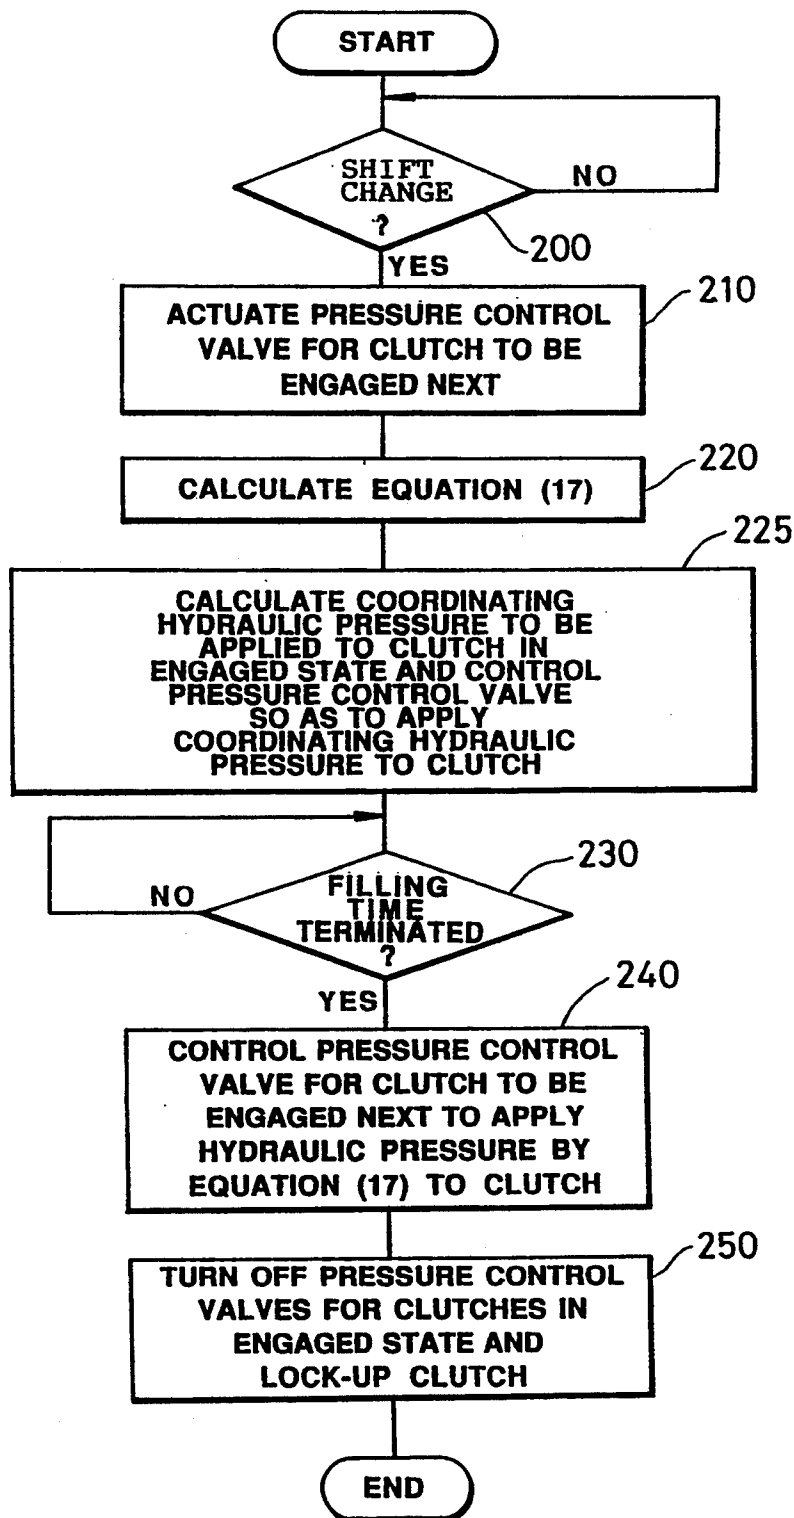 START
SHIFT
CHANGE
?
NO
200
YES
210
ACTUATE PRESSURE CONTROL
VALVE FOR CLUTCH TO BE
ENGAGED NEXT
220
CALCULATE EQUATION (17)
225
CALCULATE COORDINATING
HYDRAULIC PRESSURE TO BE
APPLIED TO CLUTCH IN
ENGAGED STATE AND CONTROL
PRESSURE CONTROL VALVE
SO AS TO APPLY
COORDINATING HYDRAULIC
PRESSURE TO CLUTCH
230
NO
FILLING
TIME
TERMINATED
?
YES
240
CONTROL PRESSURE CONTROL
VALVE FOR CLUTCH TO BE
ENGAGED NEXT TO APPLY
HYDRAULIC PRESSURE BY
EQUATION (17) TO CLUTCH
250
TURN OFF PRESSURE CONTROL
VALVES FOR CLUTCHES IN
ENGAGED STATE AND
LOCK-UP CLUTCH
END